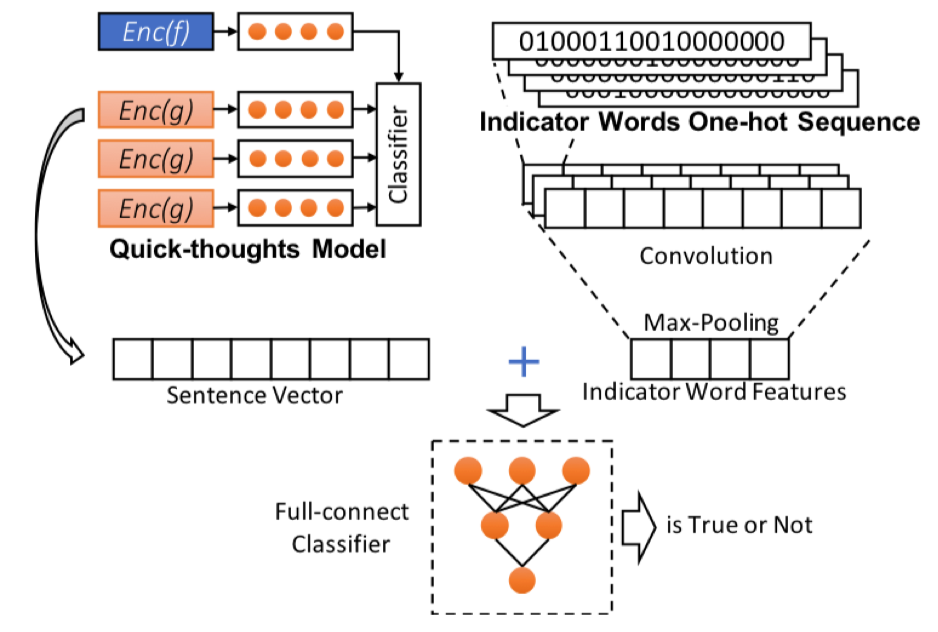 Enc(f)
Enc(g)
Enc(g)
Enc(g)
Classifier
Quick-thoughts Model
01000110010000000
Indicator Words One-hot Sequence
Convolution
Max-Pooling
Sentence Vector
+
Indicator Word Features
Full-connect
Classifier
is True or Not